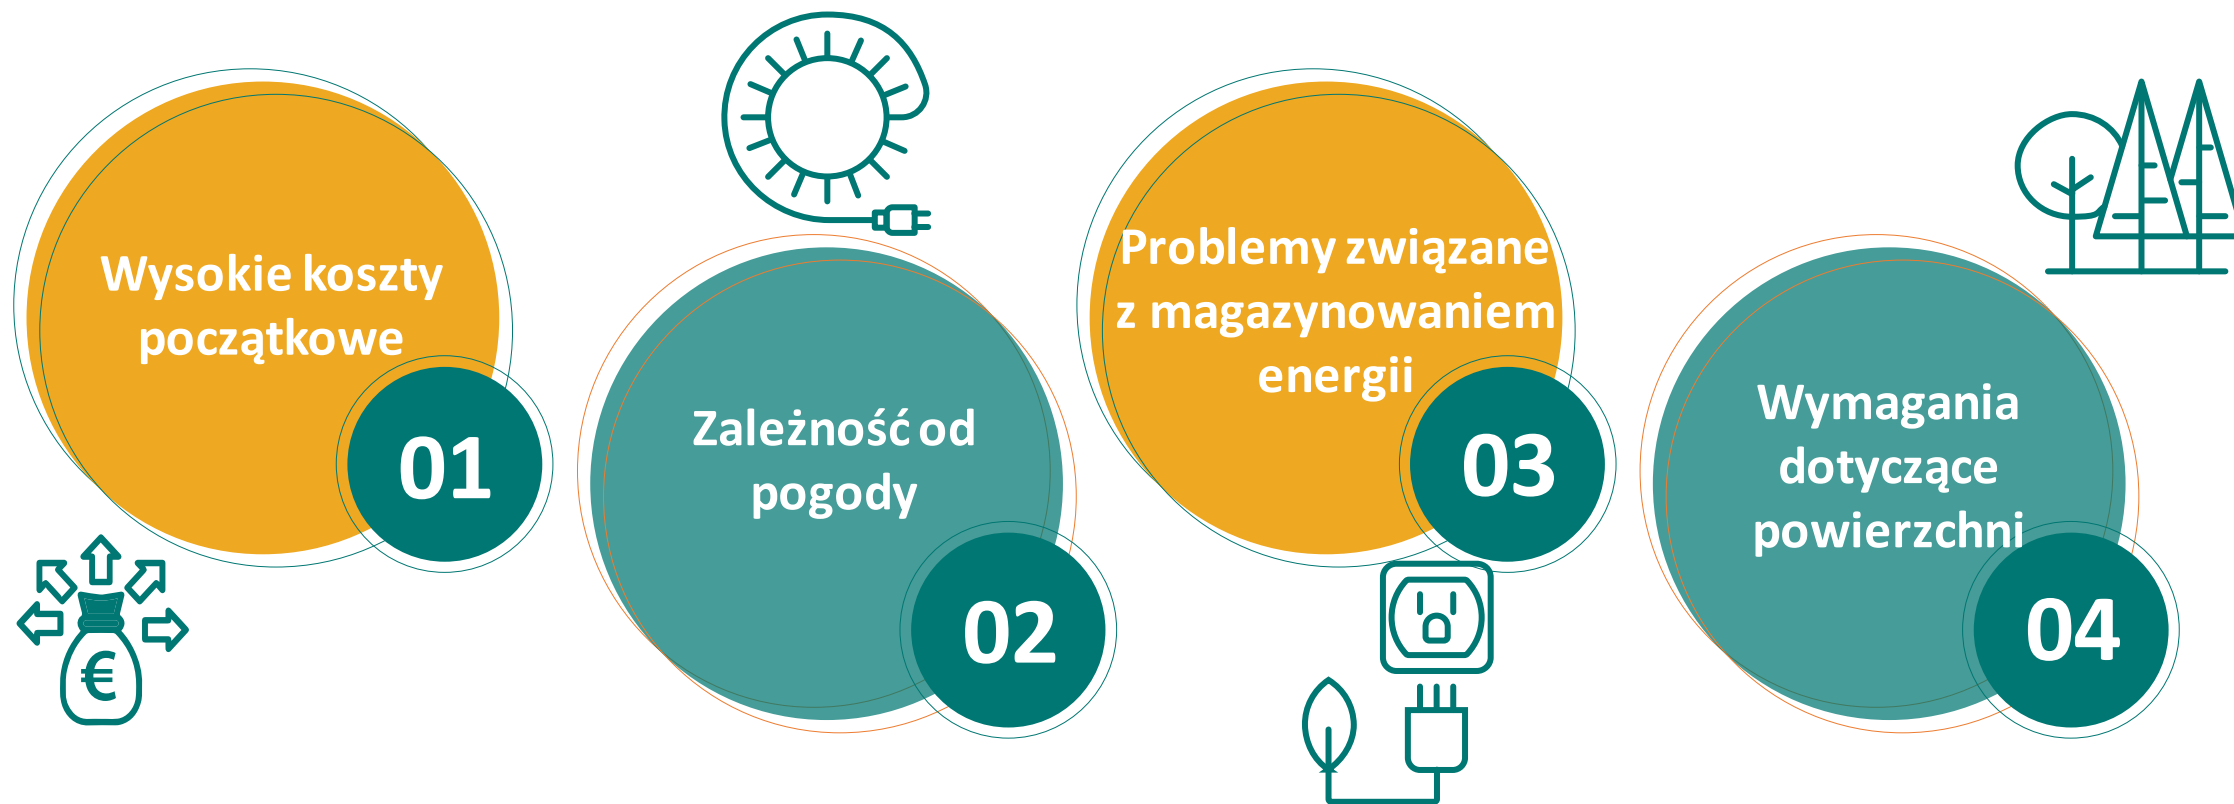 Wysokie koszty
początkowe
01
€
Zależność od
pogody
02
Problemy związane
z magazynowaniem
energii
03
Wymagania
dotyczące
powierzchni
04